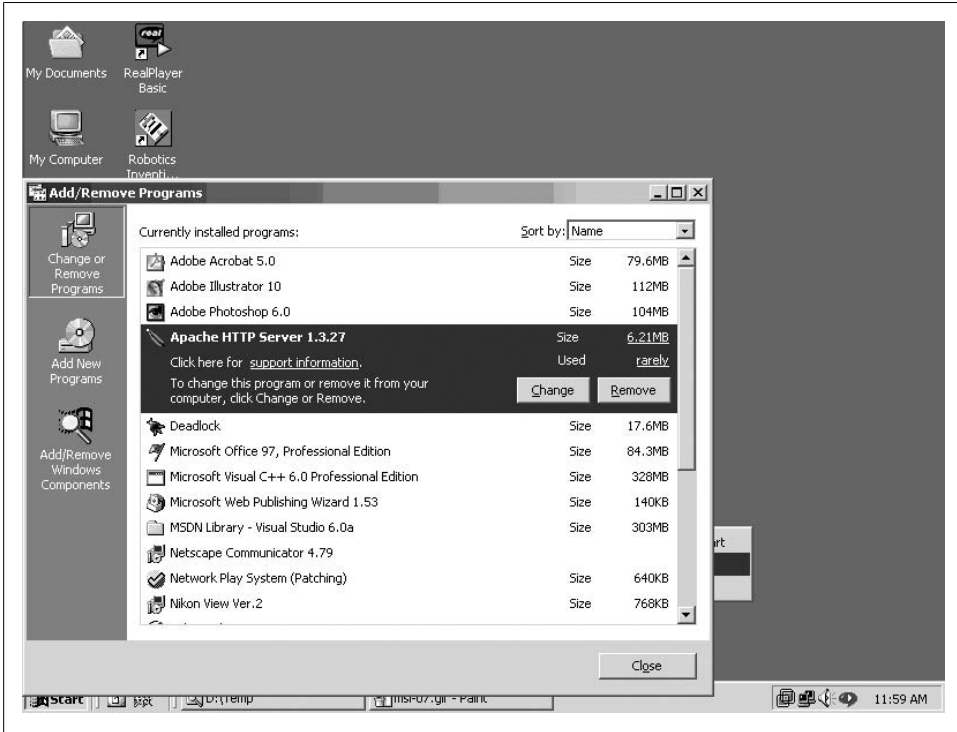 real
My Documents
RealPlayer
Basic
My Computer
Robotics
Inventi...
Add/Remove Programs
Change or
Remove
Programs
Add New
Programs
Add/Remove
Windows
Components
Currently installed programs:
Sort by: Name
Adobe Acrobat 5.0 Size 79.6MB
Adobe Illustrator 10 Size 112MB
Adobe Photoshop 6.0 Size 104MB
Apache HTTP Server 1.3.27 Size 6.21MB
Click here for support information. Used rarely
To change this program or remove it from your
computer, click Change or Remove.
Change Remove
Deadlock Size 17.6MB
Microsoft Office 97, Professional Edition Size 84.3MB
Microsoft Visual C++ 6.0 Professional Edition Size 328MB
Microsoft Web Publishing Wizard 1.53 Size 140KB
MSDN Library - Visual Studio 6.0a Size 303MB
Netscape Communicator 4.79
Network Play System (Patching) Size 640KB
Nikon View Ver.2 Size 768KB
Close
Start
D:\Temp
msi-07.gif - Paint
11:59 AM